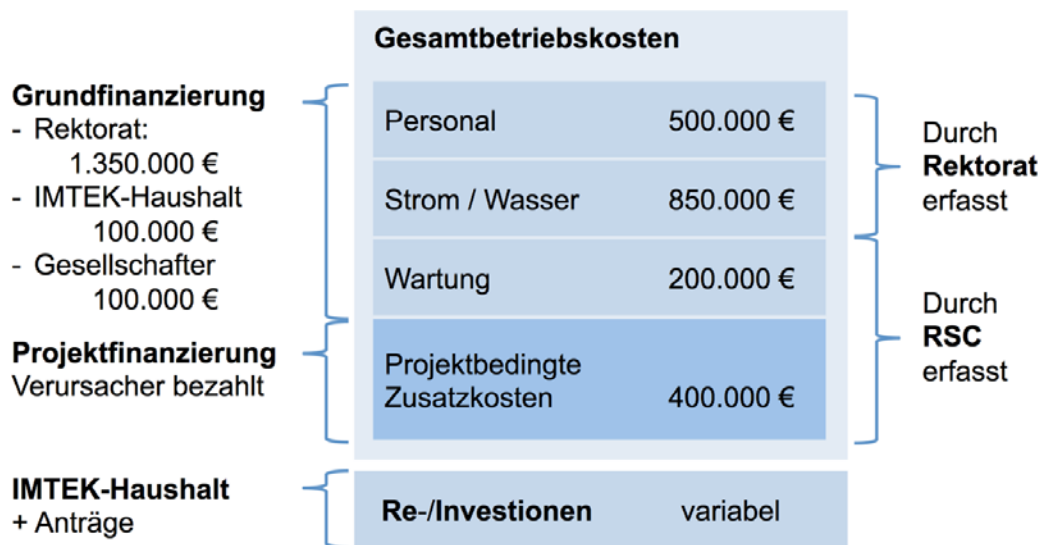 Gesamtbetriebskosten
Grundfinanzierung
- Rektorat:
1.350.000 €
- IMTEK-Haushalt
100.000 €
- Gesellschafter
100.000 €
Projektfinanzierung
Verursacher bezahlt
IMTEK-Haushalt
+ Anträge
Personal 500.000 €
Strom / Wasser 850.000 €
Wartung 200.000 €
Projektbedingte
Zusatzkosten 400.000 €
Re-/Investionen variabel
Durch
Rektorat
erfasst
Durch
RSC
erfasst